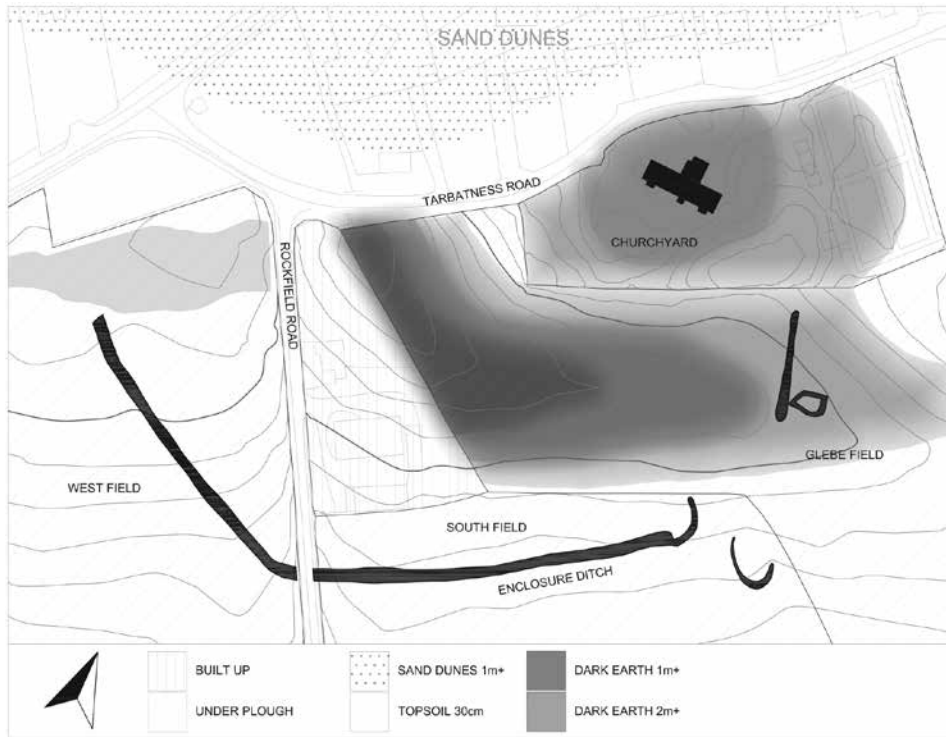 SAND DUNES
TARBATNESS ROAD
CHURCHYARD
ROCKFIELD ROAD
GLEBE FIELD
WEST FIELD
SOUTH FIELD
ENCLOSURE DITCH
BUILT UP
SAND DUNES 1m+
DARK EARTH 1m+
UNDER PLOUGH
TOPSOIL 30cm
DARK EARTH 2m+